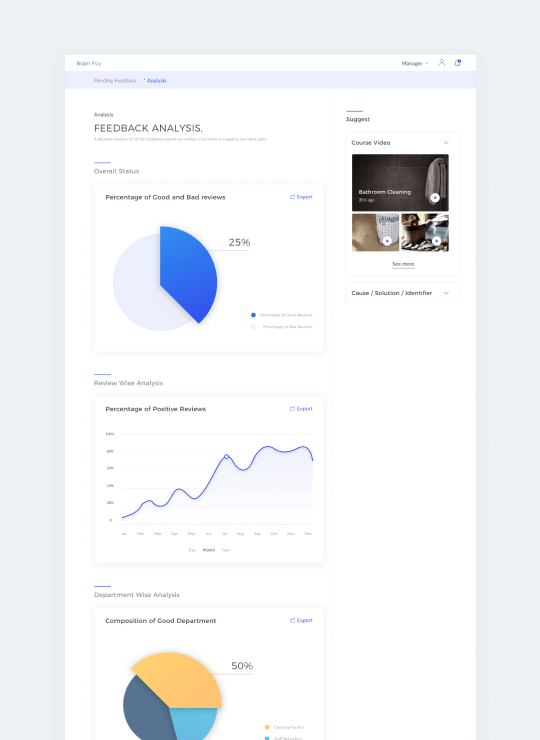 Brain Play
Manager
Pending Feedback
Analysis
Analysis
FEEDBACK ANALYSIS.
A detailed analysis of all the feedbacks based on number of positive or negative two value pairs
Overall Status
Percentage of Good and Bad reviews
Export
25%
Percentage of Good Reviews
Percentage of Bad Reviews
Review Wise Analysis
Percentage of Positive Reviews
Export
100%
80%
60%
40%
20%
0
Jan Feb Mar Apr May Jun Jul Aug Sep Oct Nov Dec
Day Month Year
Department Wise Analysis
Composition of Good Department
Export
50%
Cleaning Facility
Staff Behaviour
Suggest
Course Video
Bathroom Cleaning
2hrs ago
See more
Cause / Solution / Identifier